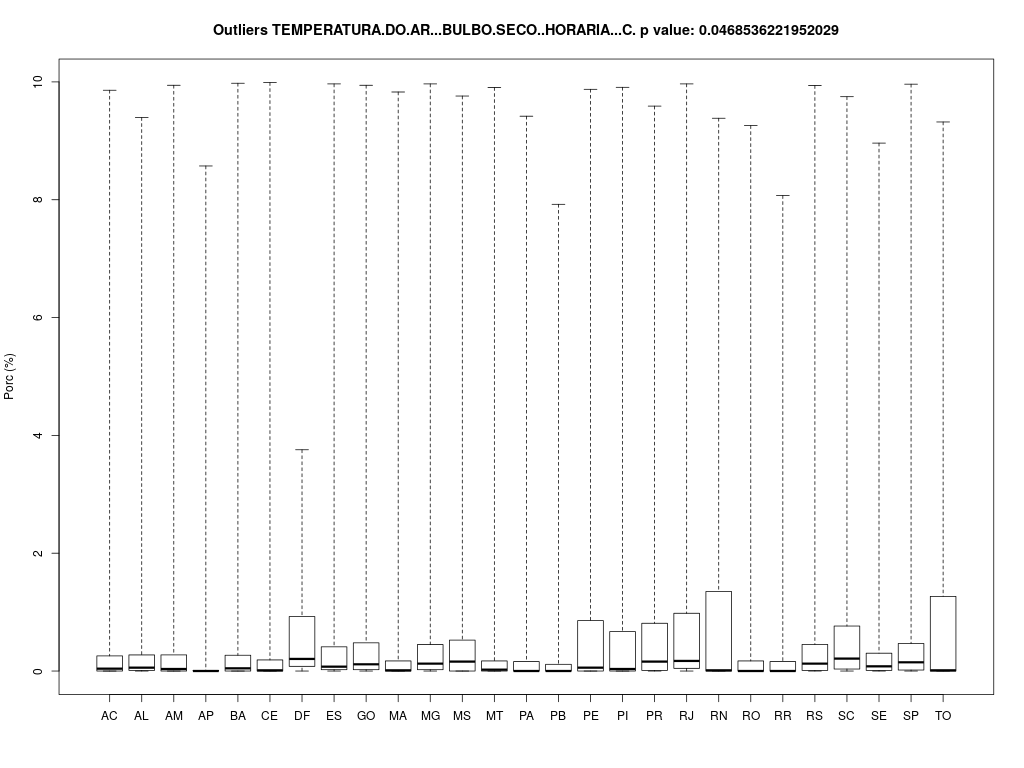 Outliers TEMPERATURA.DO.AR...BULBO.SECO..HORARIA...C. p value: 0.0468536221952029
Porc (%)
10
8
6
4
2
0
AC AL AM AP BA CE DF ES GO MA MG MS MT PA PB PE PI PR RJ RN RO RR RS SC SE SP TO